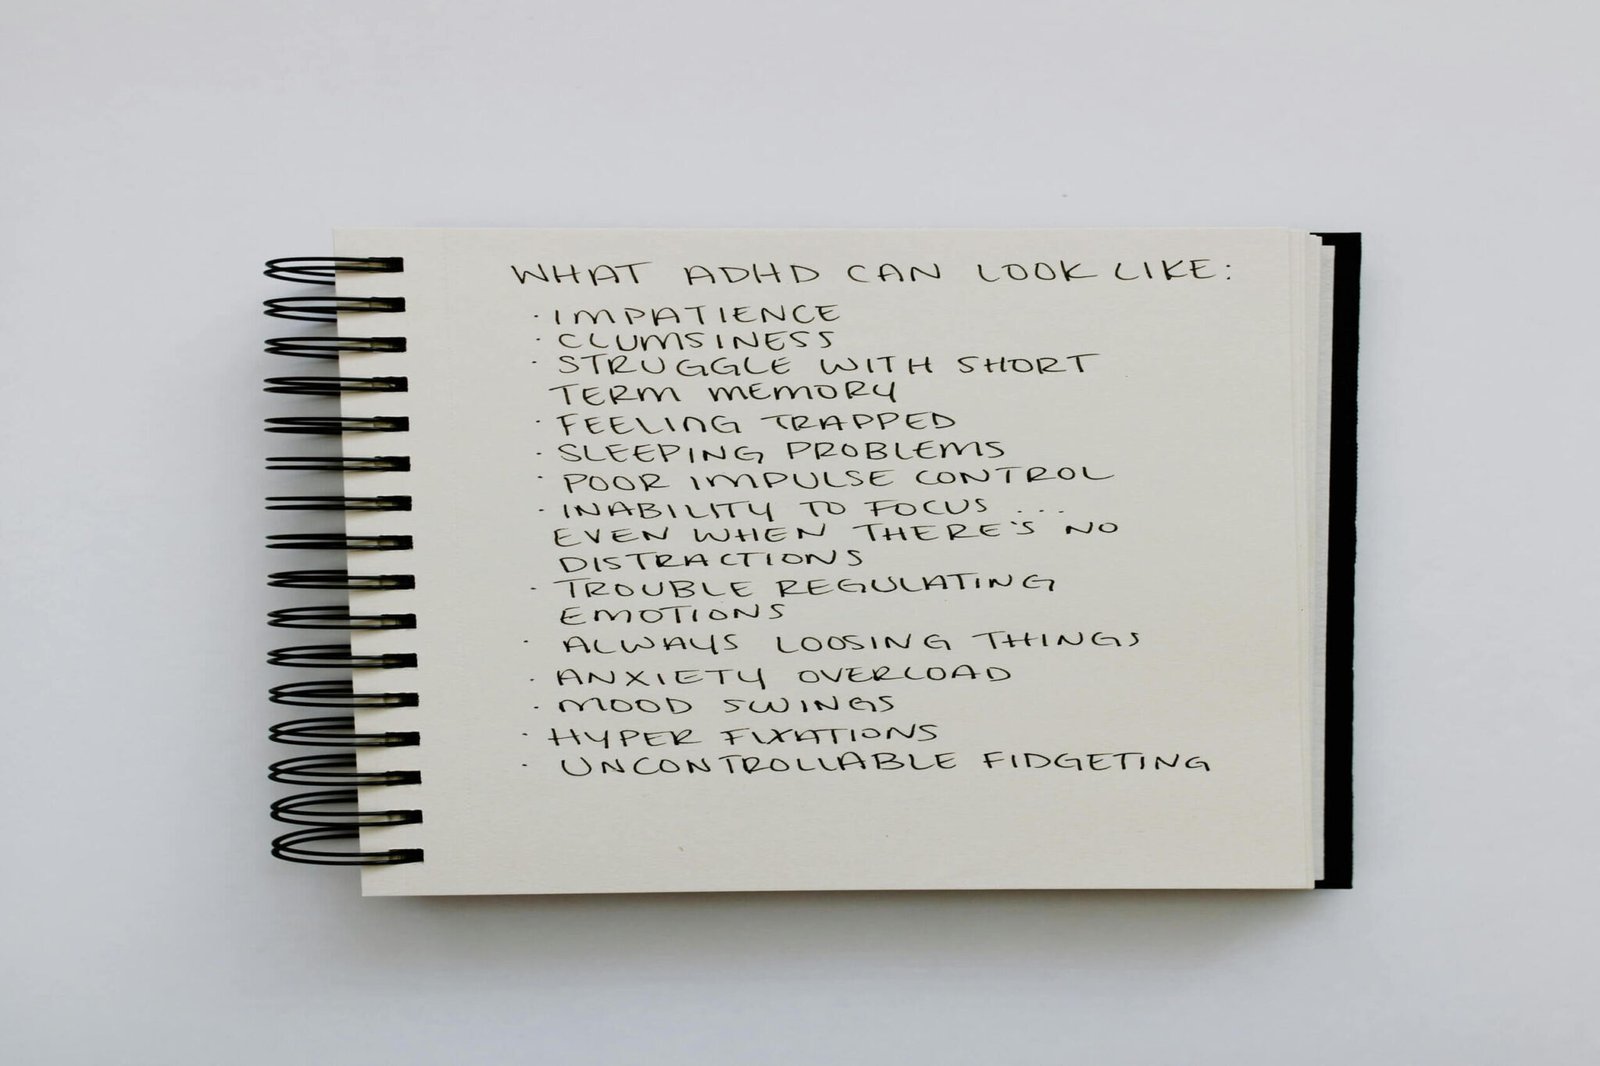 WHAT ADHD CAN LOOK LIKE:
· IMPATIENCE
· CLUMSINESS
· STRUGGLE WITH SHORT
TERM MEMORY
· FEELING TRAPPED
· SLEEPING PROBLEMS
· POOR IMPULSE CONTROL
· INABILITY TO FOCUS ...
EVEN WHEN THERE'S NO
DISTRACTIONS
· TROUBLE REGULATING
EMOTIONS
· ALWAYS LOOSING THINGS
· ANXIETY OVERLOAD
· MOOD SWINGS
· HYPER FIXATIONS
· UNCONTROLLABLE FIDGETING